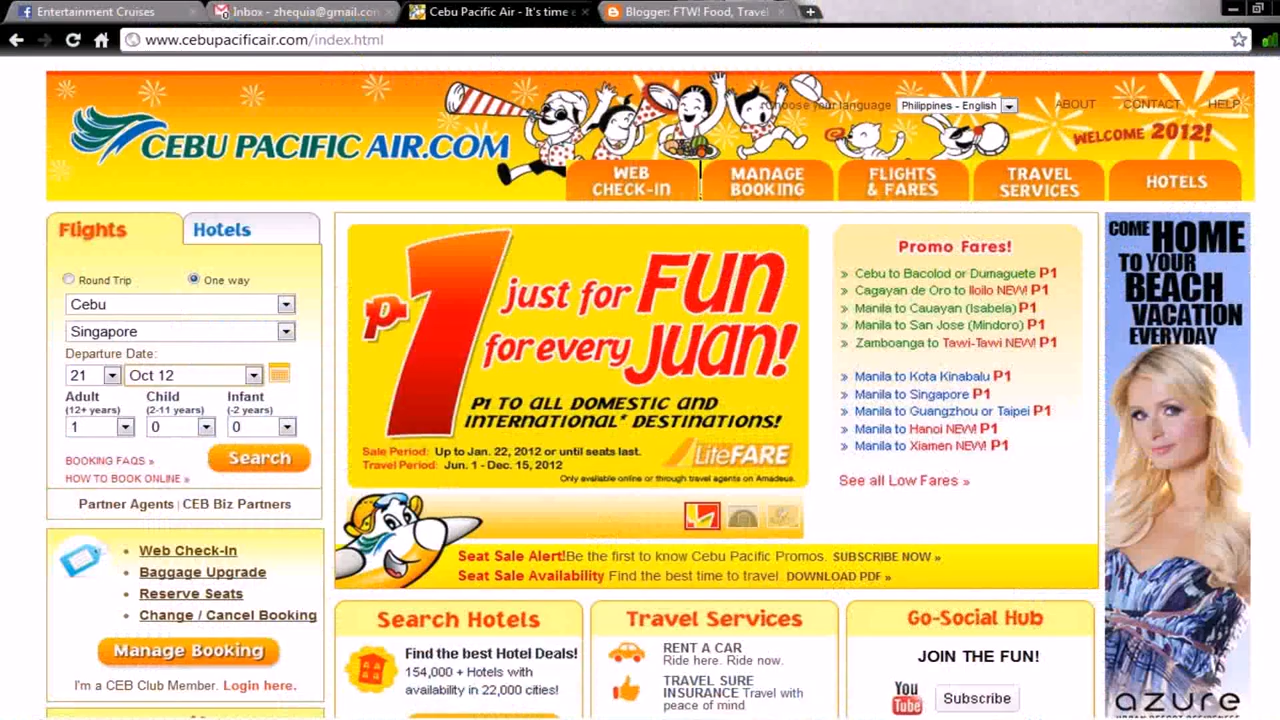 Entertainment Cruises
Inbox - zhequia@gmail.con
Cebu Pacific Air - It's time
Blogger: FTW! Food, Travel
www.cebupacificair.com/index.html
Choose your language
Philippines - English
ABOUT
CONTACT
HELP
CEBU PACIFIC AIR.COM
WELCOME 2012!
WEB CHECK-IN
MANAGE BOOKING
FLIGHTS & FARES
TRAVEL SERVICES
HOTELS
Flights
Hotels
Round Trip
One way
Cebu
Singapore
Departure Date:
21
Oct 12
Adult Child Infant
(12+ years) (2-11 years) (-2 years)
1 0 0
BOOKING FAQS »
HOW TO BOOK ONLINE »
Search
Partner Agents | CEB Biz Partners
Web Check-In
Baggage Upgrade
Reserve Seats
Change / Cancel Booking
Manage Booking
I'm a CEB Club Member. Login here.
P1 just for FUN
for every JUAN!
P1 TO ALL DOMESTIC AND
INTERNATIONAL* DESTINATIONS!
Sale Period: Up to Jan. 22, 2012 or until seats last.
Travel Period: Jun. 1 - Dec. 15, 2012
LiteFARE
Only available online or through travel agents on Amadeus.
Promo Fares!
» Cebu to Bacolod or Dumaguete P1
» Cagayan de Oro to Iloilo NEW! P1
» Manila to Cauayan (Isabela) P1
» Manila to San Jose (Mindoro) P1
» Zamboanga to Tawi-Tawi NEW! P1
» Manila to Kota Kinabalu P1
» Manila to Singapore P1
» Manila to Guangzhou or Taipei P1
» Manila to Hanoi NEW! P1
» Manila to Xiamen NEW! P1
See all Low Fares »
Seat Sale Alert!Be the first to know Cebu Pacific Promos. SUBSCRIBE NOW »
Seat Sale Availability Find the best time to travel. DOWNLOAD PDF »
Search Hotels
Find the best Hotel Deals!
154,000 + Hotels with
availability in 22,000 cities!
Travel Services
RENT A CAR
Ride here. Ride now.
TRAVEL SURE
INSURANCE Travel with
peace of mind
Go-Social Hub
JOIN THE FUN!
You Tube
Subscribe
COME HOME
TO YOUR
BEACH
VACATION
EVERYDAY
azure